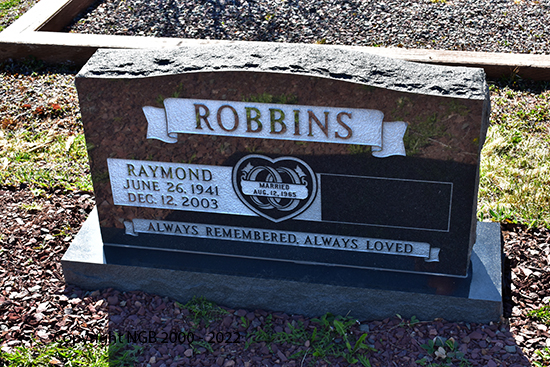 ROBBINS
RAYMOND
JUNE 26, 1941
DEC. 12, 2003
MARRIED
AUG. 12, 1965
ALWAYS REMEMBERED, ALWAYS LOVED
Copyright NGB 2000 - 2022